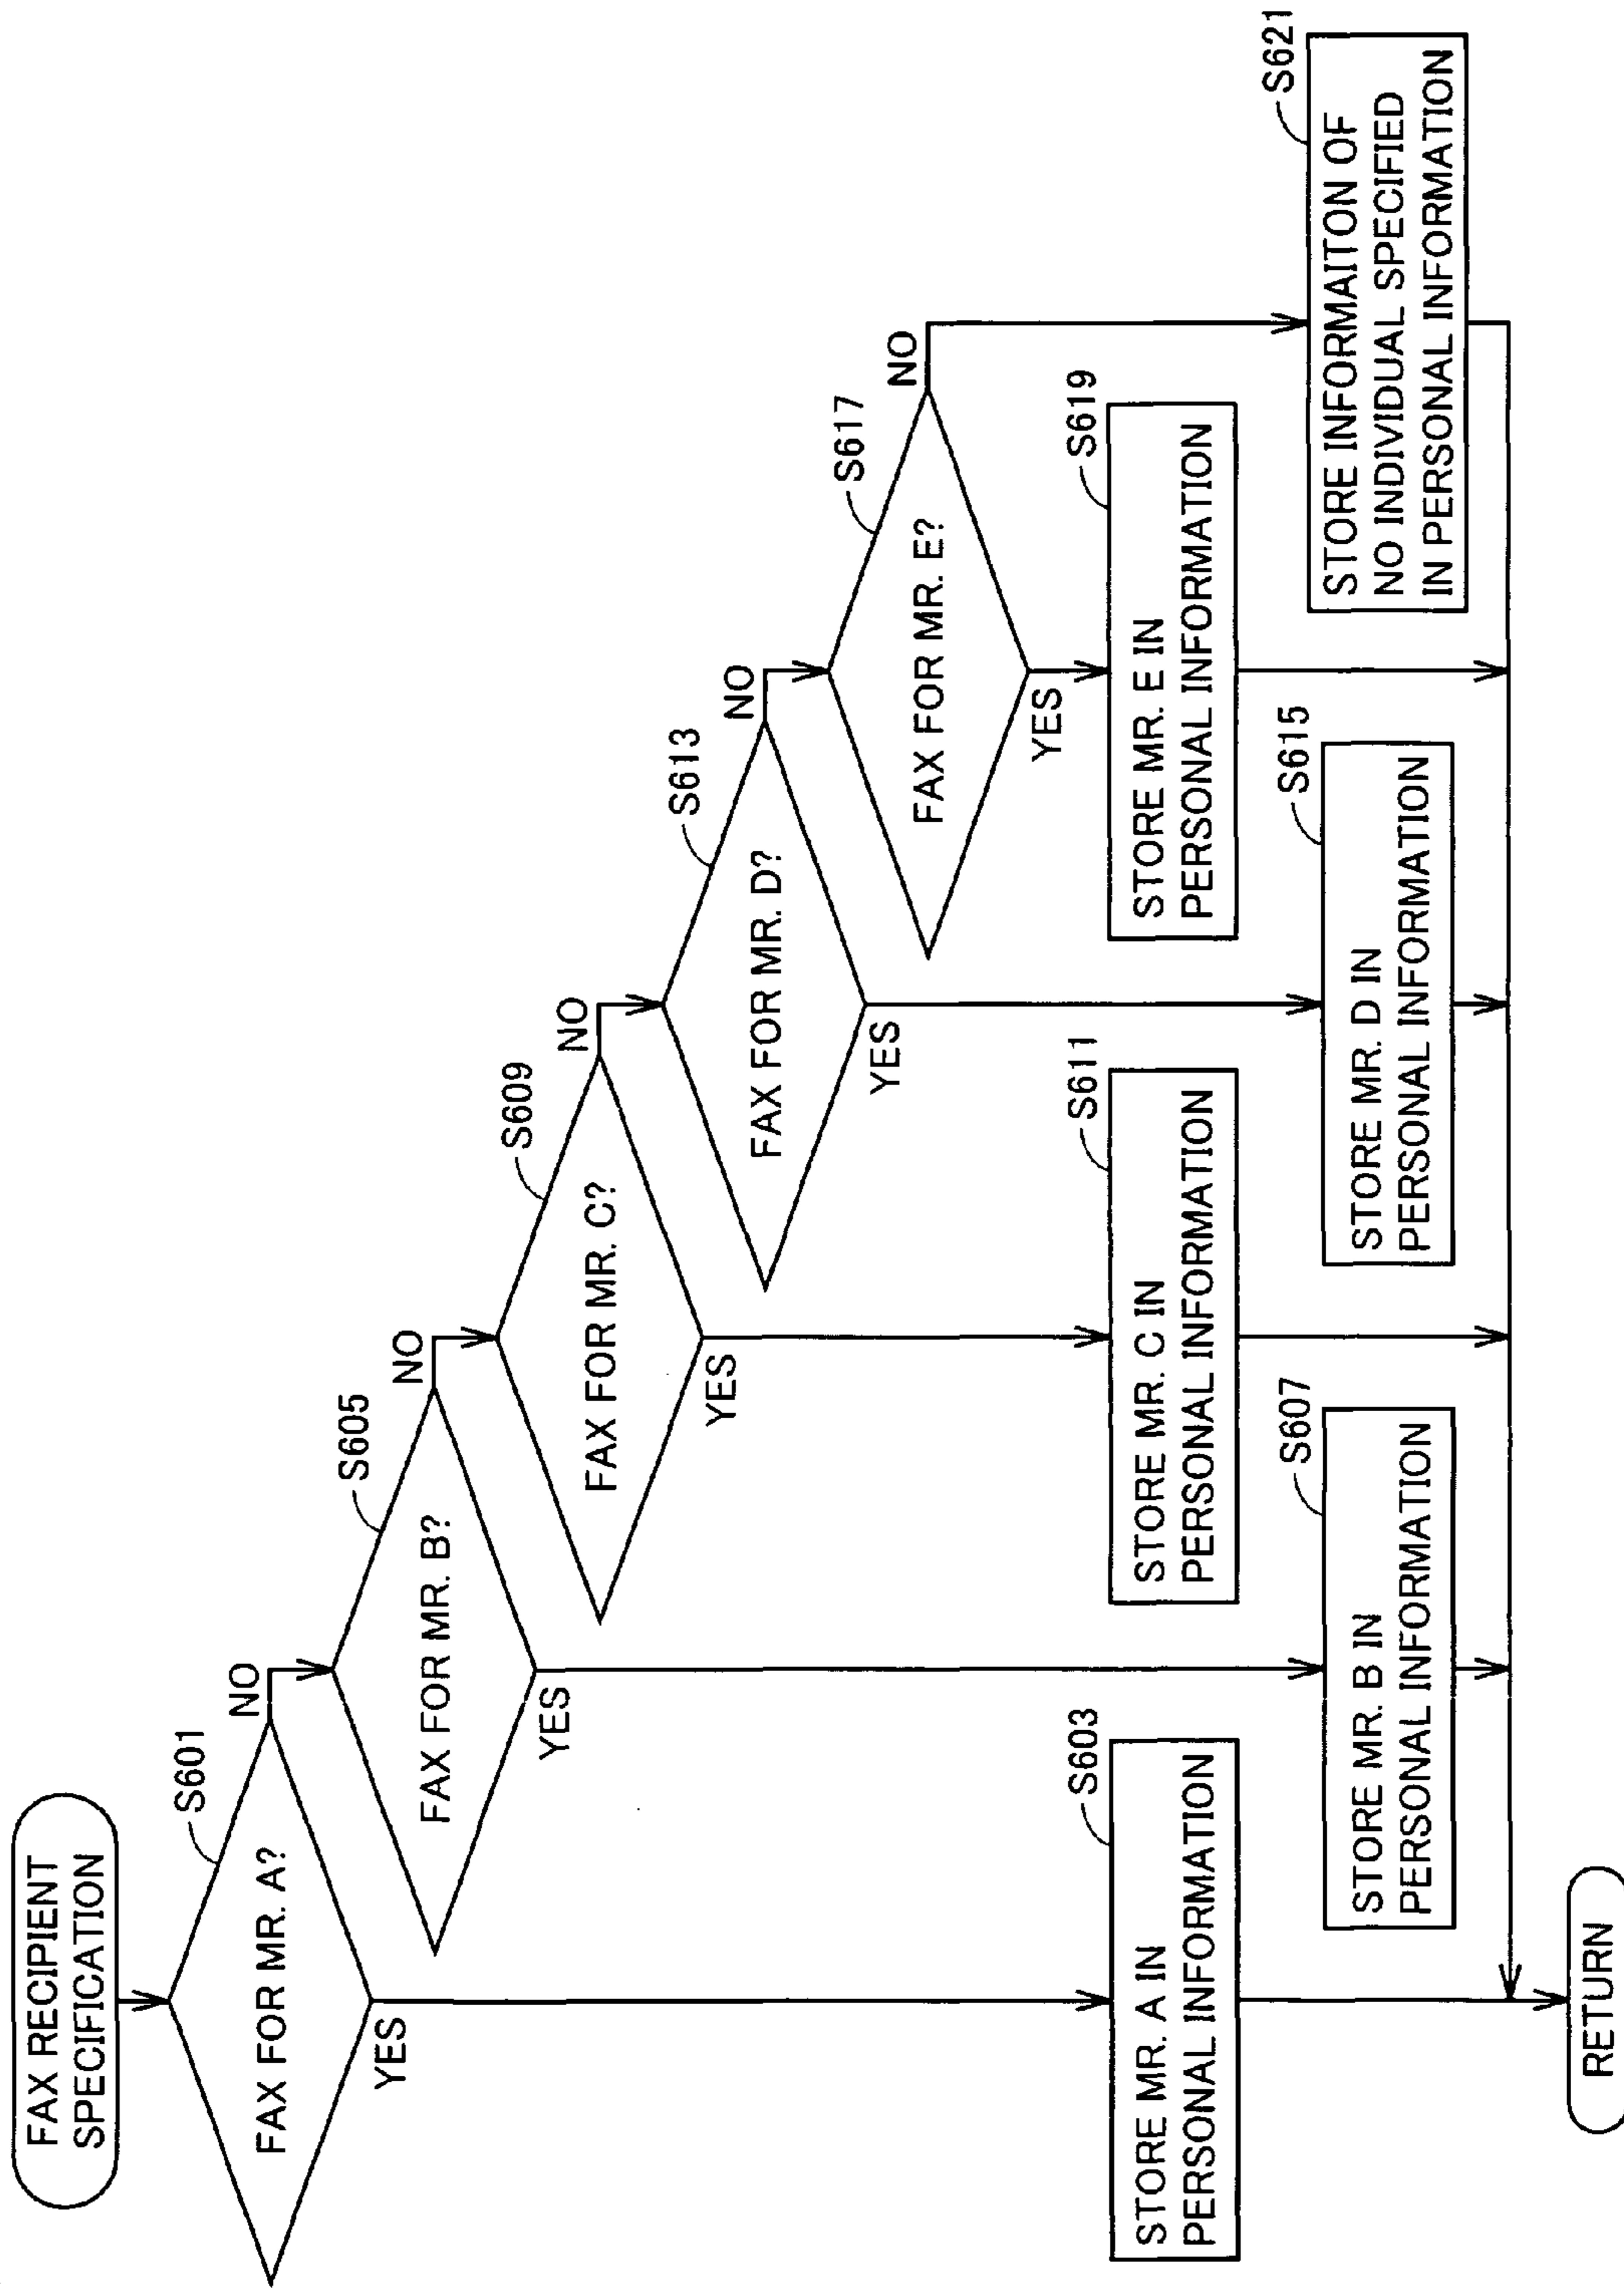 FAX RECIPIENT
SPECIFICATION
S601
FAX FOR MR. A?
NO
YES
S605
FAX FOR MR. B?
NO
YES
S609
FAX FOR MR. C?
NO
YES
S613
FAX FOR MR. D?
NO
YES
S617
FAX FOR MR. E?
NO
YES
S603
STORE MR. A IN
PERSONAL INFORMATION
S611
STORE MR. C IN
PERSONAL INFORMATION
S619
STORE MR. E IN
PERSONAL INFORMATION
S607
STORE MR. B IN
PERSONAL INFORMATION
S615
STORE MR. D IN
PERSONAL INFORMATION
S621
STORE INFORMAITON OF
NO INDIVIDUAL SPECIFIED
IN PERSONAL INFORMATION
RETURN